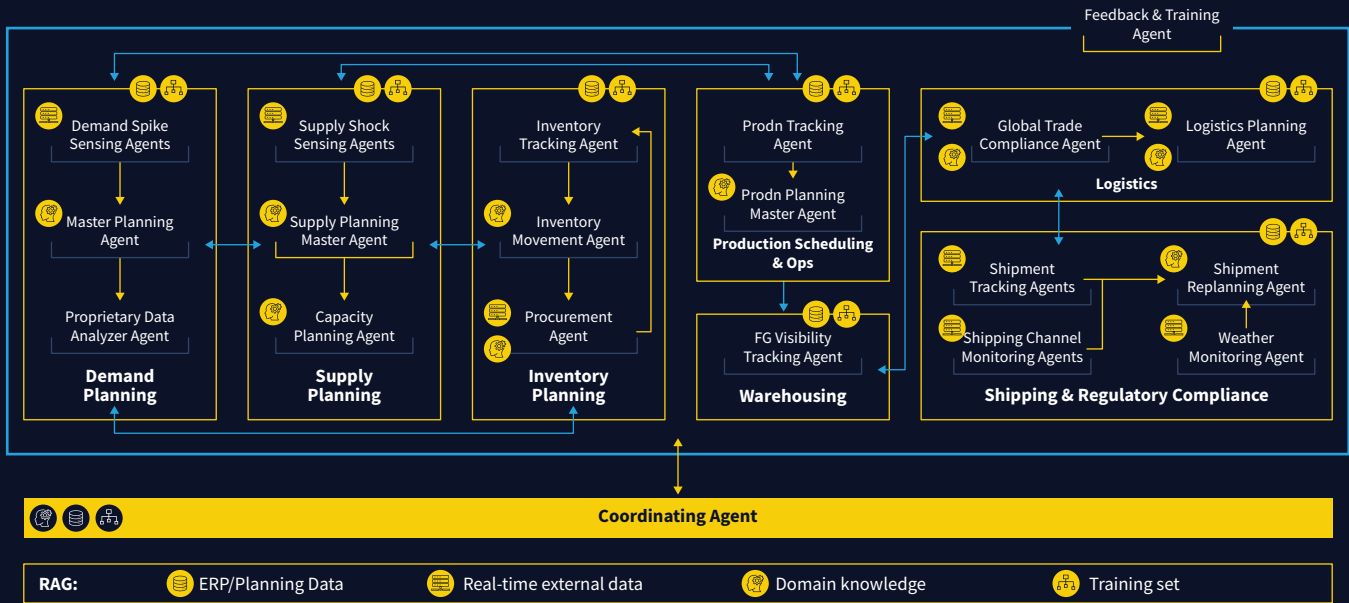 Feedback & Training
Agent
Demand Spike
Sensing Agents
Master Planning
Agent
Proprietary Data
Analyzer Agent
Demand
Planning
Supply Shock
Sensing Agents
Supply Planning
Master Agent
Capacity
Planning Agent
Supply
Planning
Inventory
Tracking Agent
Inventory
Movement Agent
Procurement
Agent
Inventory
Planning
Prodn Tracking
Agent
Prodn Planning
Master Agent
Production Scheduling
& Ops
FG Visibility
Tracking Agent
Warehousing
Global Trade
Compliance Agent
Logistics Planning
Agent
Logistics
Shipment
Tracking Agents
Shipment
Replanning Agent
Shipping Channel
Monitoring Agents
Weather
Monitoring Agent
Shipping & Regulatory Compliance
Coordinating Agent
RAG:
ERP/Planning Data
Real-time external data
Domain knowledge
Training set